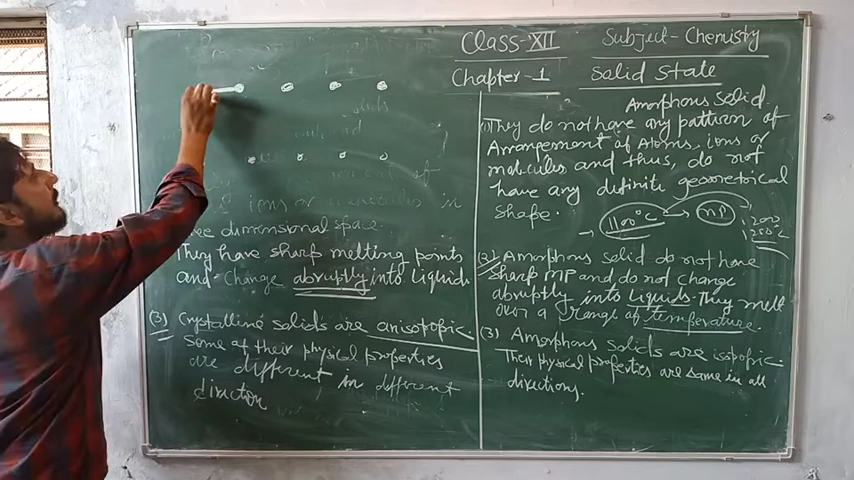 Class-XII Subject-Chemistry
Chapter-1 Solid State
ions or
in
dimensional space.
They have sharp melting points
and change abruptly into liquids
(3) Crystalline solids are anisotropic.
Some of their physical properties
are different in different
direction
Amorphous solid.
(1) They do not have any pattern of
Arrangement of Atoms, ions or
molecules and thus, do not
have any definite geometrical
shape.
→ 1100°C → MP
1200
1250°C
(2) Amorphous solid do not have
sharp MP and do not change
abruptly into liquids. They melt
over a range of temperature.
(3) Amorphous solids are isotropic.
Their physical properties are same in all
directions.